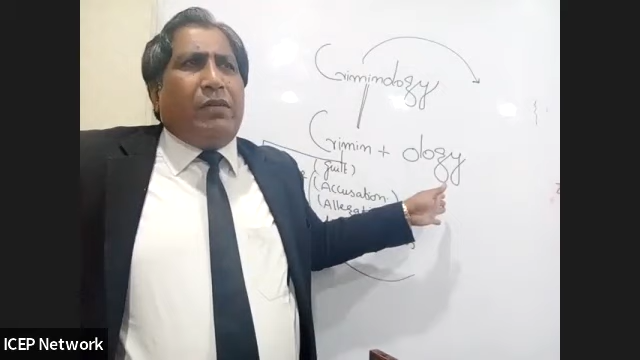 Criminology
Crimin + ology
(Guilt)
(Accusation)
ICEP Network